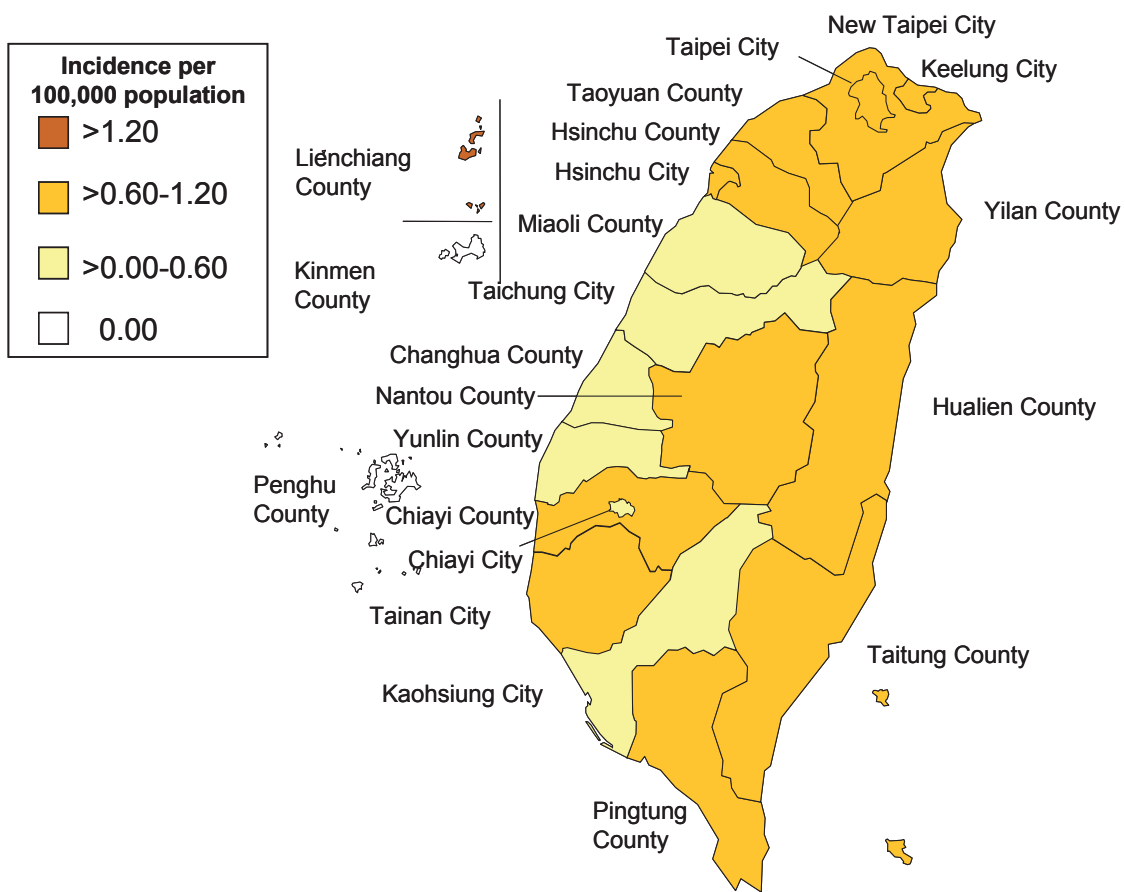 Incidence per
100,000 population
>1.20
>0.60-1.20
>0.00-0.60
0.00
New Taipei City
Taipei City
Keelung City
Taoyuan County
Hsinchu County
Lienchiang
County
Hsinchu City
Yilan County
Miaoli County
Kinmen
County
Taichung City
Changhua County
Nantou County
Hualien County
Yunlin County
Penghu
County
Chiayi County
Chiayi City
Tainan City
Taitung County
Kaohsiung City
Pingtung
County